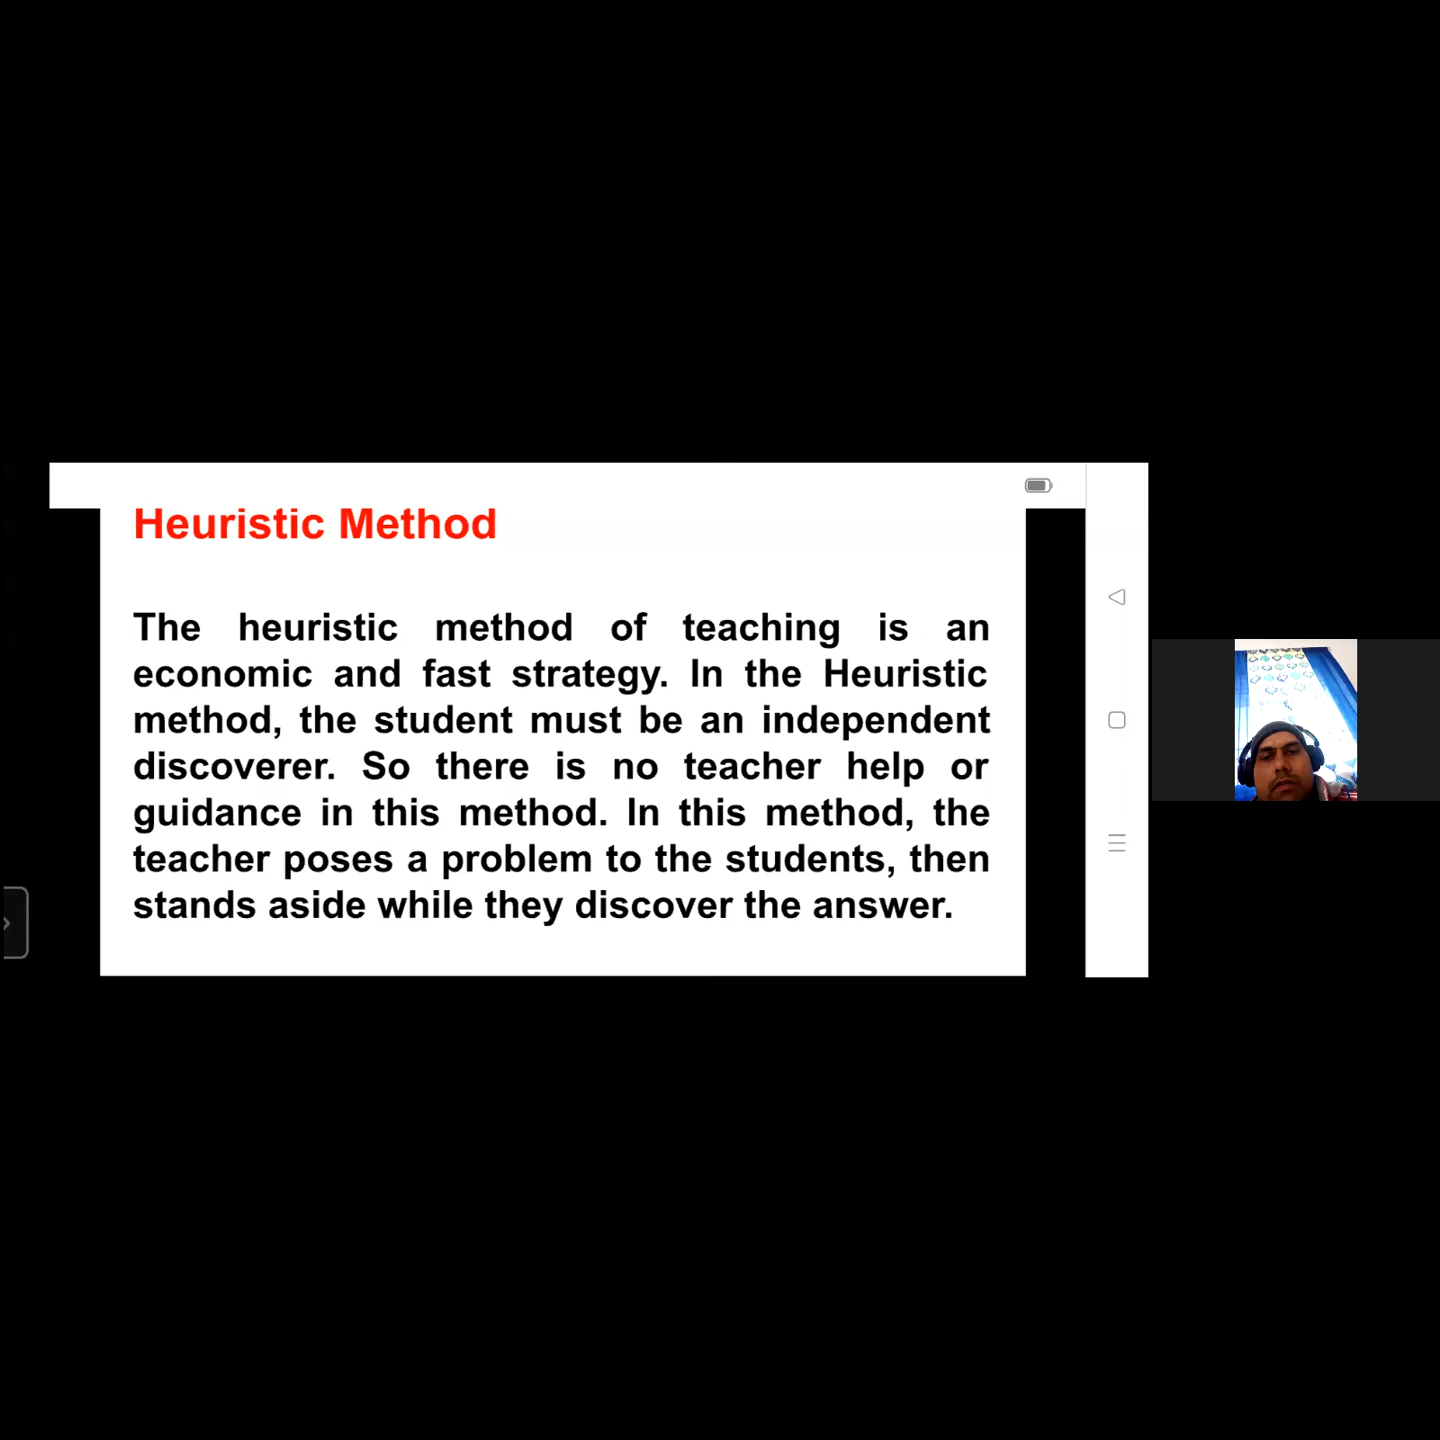 Heuristic Method
The heuristic method of teaching is an
economic and fast strategy. In the Heuristic
method, the student must be an independent
discoverer. So there is no teacher help or
guidance in this method. In this method, the
teacher poses a problem to the students, then
stands aside while they discover the answer.